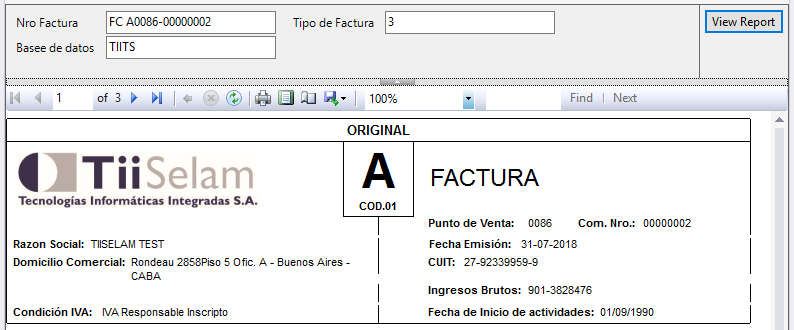 Nro Factura FC A0086-00000002 Tipo de Factura 3 View Report
Basee de datos TIITS
1 of 3 100% Find | Next
ORIGINAL
TiiSelam
Tecnologías Informáticas Integradas S.A.
A
COD.01
FACTURA
Punto de Venta: 0086 Com. Nro.: 00000002
Razon Social: TIISELAM TEST
Fecha Emisión: 31-07-2018
Domicilio Comercial: Rondeau 2858Piso 5 Ofic. A - Buenos Aires -
CABA
CUIT: 27-92339959-9
Ingresos Brutos: 901-3828476
Condición IVA: IVA Responsable Inscripto
Fecha de Inicio de actividades: 01/09/1990